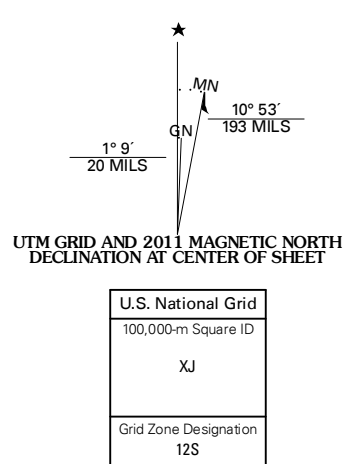 ★
MN
GN
10° 53´
193 MILS
1° 9´
20 MILS
UTM GRID AND 2011 MAGNETIC NORTH
DECLINATION AT CENTER OF SHEET
U.S. National Grid
100,000-m Square ID
XJ
Grid Zone Designation
12S